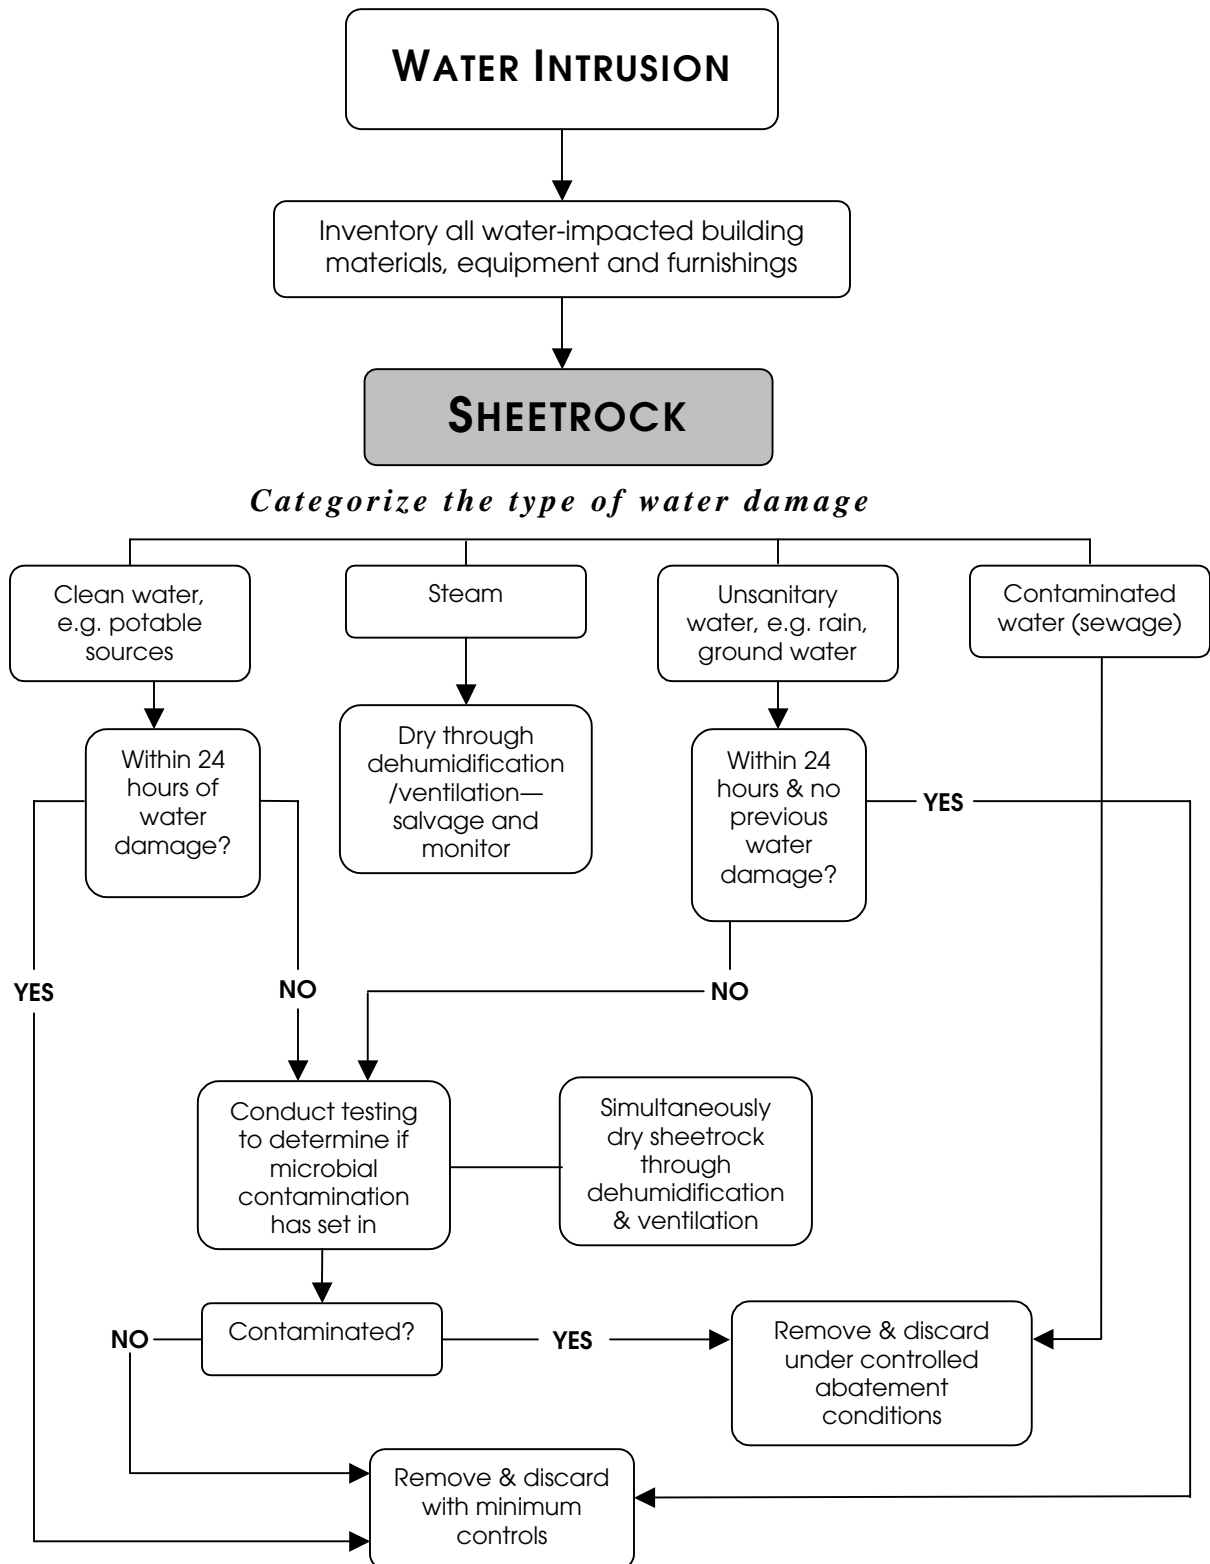 WATER INTRUSION
Inventory all water-impacted building
materials, equipment and furnishings
SHEETROCK
Categorize the type of water damage
Clean water,
e.g. potable
sources
Steam
Unsanitary
water, e.g. rain,
ground water
Contaminated
water (sewage)
Within 24
hours of
water
damage?
Dry through
dehumidification
/ventilation—
salvage and
monitor
Within 24
hours & no
previous
water
damage?
YES
YES
NO
NO
Conduct testing
to determine if
microbial
contamination
has set in
Simultaneously
dry sheetrock
through
dehumidification
& ventilation
NO
Contaminated?
YES
Remove & discard
under controlled
abatement
conditions
Remove & discard
with minimum
controls